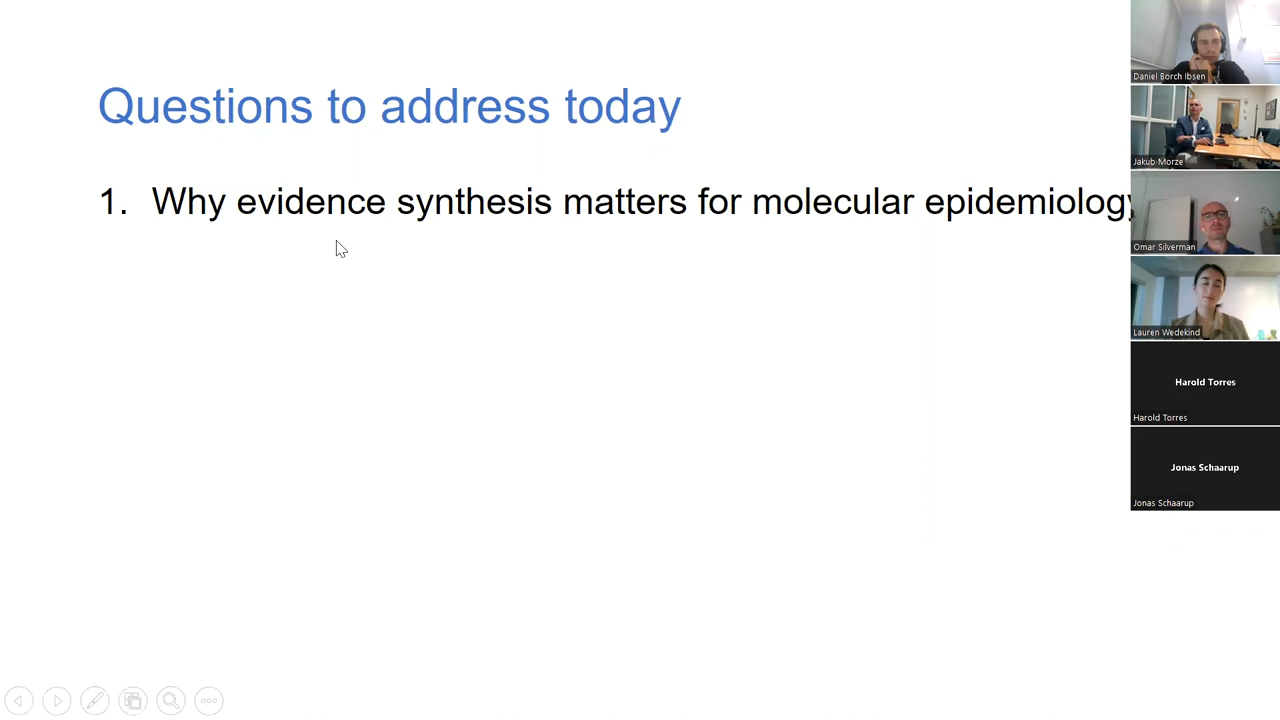 Questions to address today
1. Why evidence synthesis matters for molecular epidemiology
Daniel Borch Ibsen
Jakub Morze
Omar Silverman
Lauren Wedekind
Harold Torres
Harold Torres
Jonas Schaarup
Jonas Schaarup